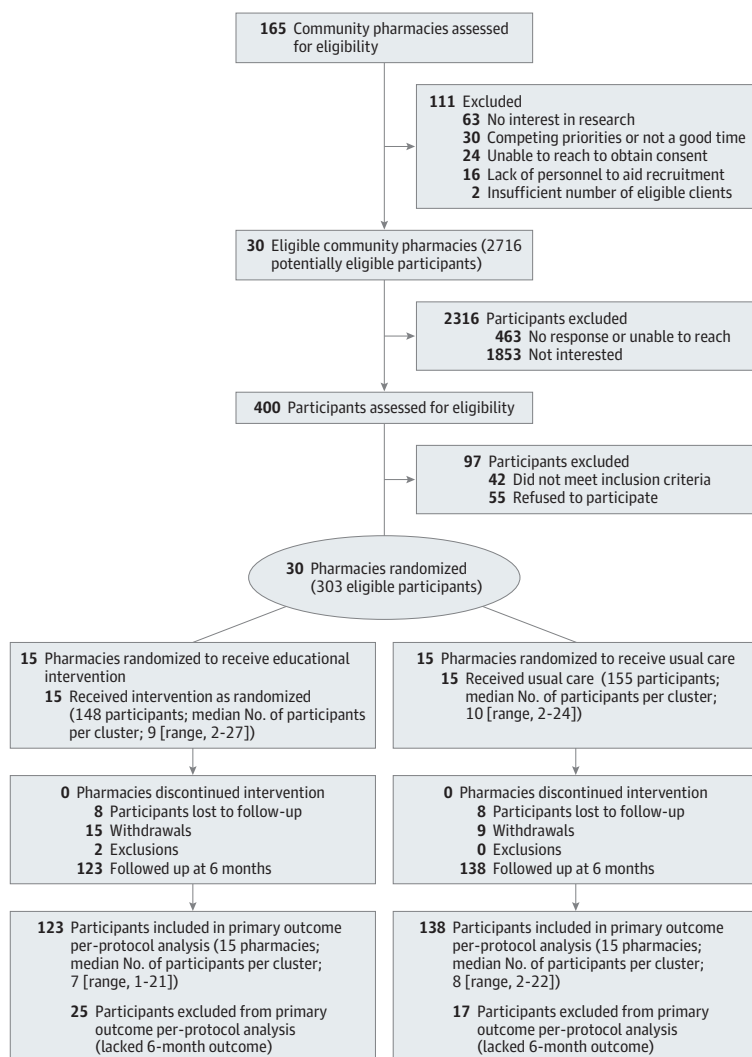 165 Community pharmacies assessed
for eligibility
111 Excluded
63 No interest in research
30 Competing priorities or not a good time
24 Unable to reach to obtain consent
16 Lack of personnel to aid recruitment
2 Insufficient number of eligible clients
30 Eligible community pharmacies (2716
potentially eligible participants)
2316 Participants excluded
463 No response or unable to reach
1853 Not interested
400 Participants assessed for eligibility
97 Participants excluded
42 Did not meet inclusion criteria
55 Refused to participate
30 Pharmacies randomized
(303 eligible participants)
15 Pharmacies randomized to receive educational
intervention
15 Received intervention as randomized
(148 participants; median No. of participants
per cluster; 9 [range, 2-27])
15 Pharmacies randomized to receive usual care
15 Received usual care (155 participants;
median No. of participants per cluster;
10 [range, 2-24])
0 Pharmacies discontinued intervention
8 Participants lost to follow-up
15 Withdrawals
2 Exclusions
123 Followed up at 6 months
0 Pharmacies discontinued intervention
8 Participants lost to follow-up
9 Withdrawals
0 Exclusions
138 Followed up at 6 months
123 Participants included in primary outcome
per-protocol analysis (15 pharmacies;
median No. of participants per cluster;
7 [range, 1-21])
25 Participants excluded from primary
outcome per-protocol analysis
(lacked 6-month outcome)
138 Participants included in primary outcome
per-protocol analysis (15 pharmacies;
median No. of participants per cluster;
8 [range, 2-22])
17 Participants excluded from primary
outcome per-protocol analysis
(lacked 6-month outcome)